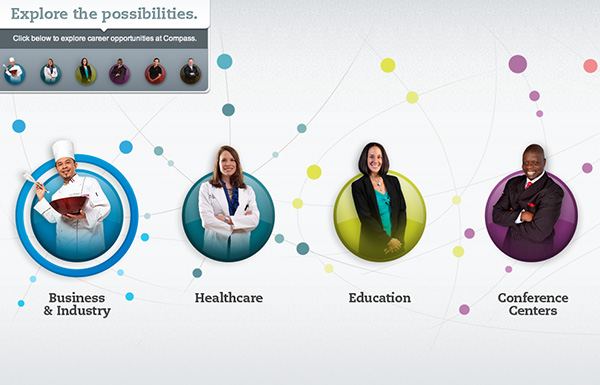 Explore the possibilities.
Click below to explore career opportunities at Compass.
Business
& Industry
Healthcare
Education
Conference
Centers